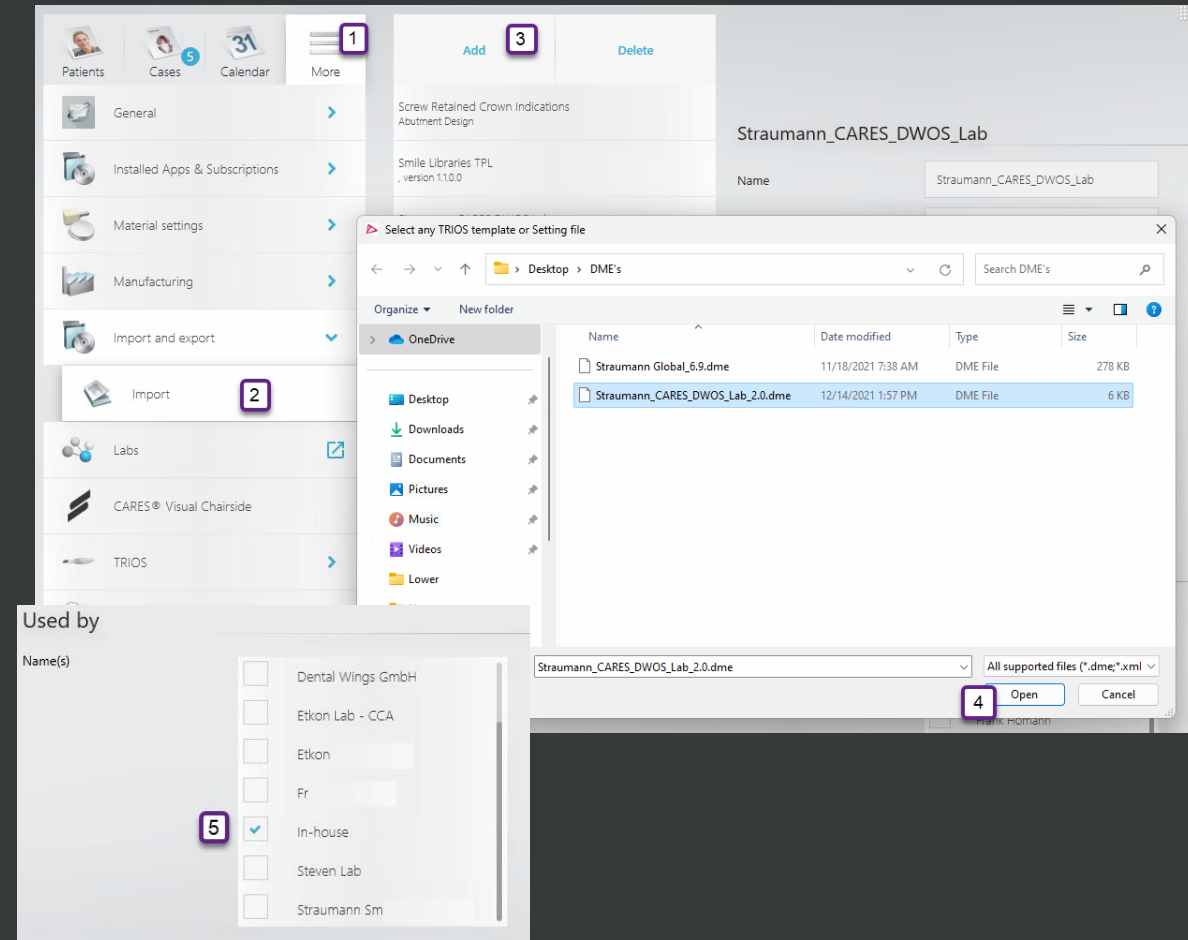 Patients
Cases
5
31
Calendar
More
1
General
Installed Apps & Subscriptions
Material settings
Manufacturing
Import and export
Import
2
Labs
CARES® Visual Chairside
TRIOS
Add
3
Delete
Screw Retained Crown Indications
Abutment Design
Smile Libraries TPL
, version 1.1.0.0
Straumann_CARES_DWOS_Lab
Name
Straumann_CARES_DWOS_Lab
Select any TRIOS template or Setting file
Desktop
DME's
Search DME's
Organize
New folder
?
OneDrive
Desktop
Downloads
Documents
Pictures
Music
Videos
Lower
Name
Date modified
Type
Size
Straumann Global_6.9.dme
11/18/2021 7:38 AM
DME File
278 KB
Straumann_CARES_DWOS_Lab_2.0.dme
12/14/2021 1:57 PM
DME File
6 KB
Straumann_CARES_DWOS_Lab_2.0.dme
All supported files (*.dme;*.xml
4
Open
Cancel
Frank Homann
Used by
Name(s)
Dental Wings GmbH
Etkon Lab - CCA
Etkon
Fr
5
In-house
Steven Lab
Straumann Sm